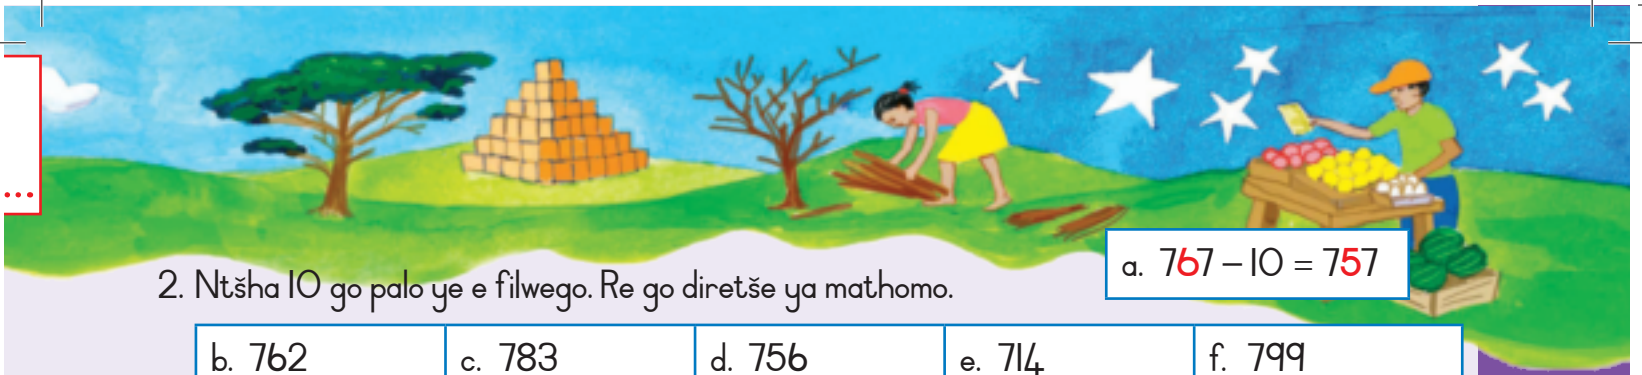 ...
a. 767 – 10 = 757
2. Ntšha 10 go palo ye e filwego. Re go diretše ya mathomo.
b. 762 c. 783 d. 756 e. 714 f. 799